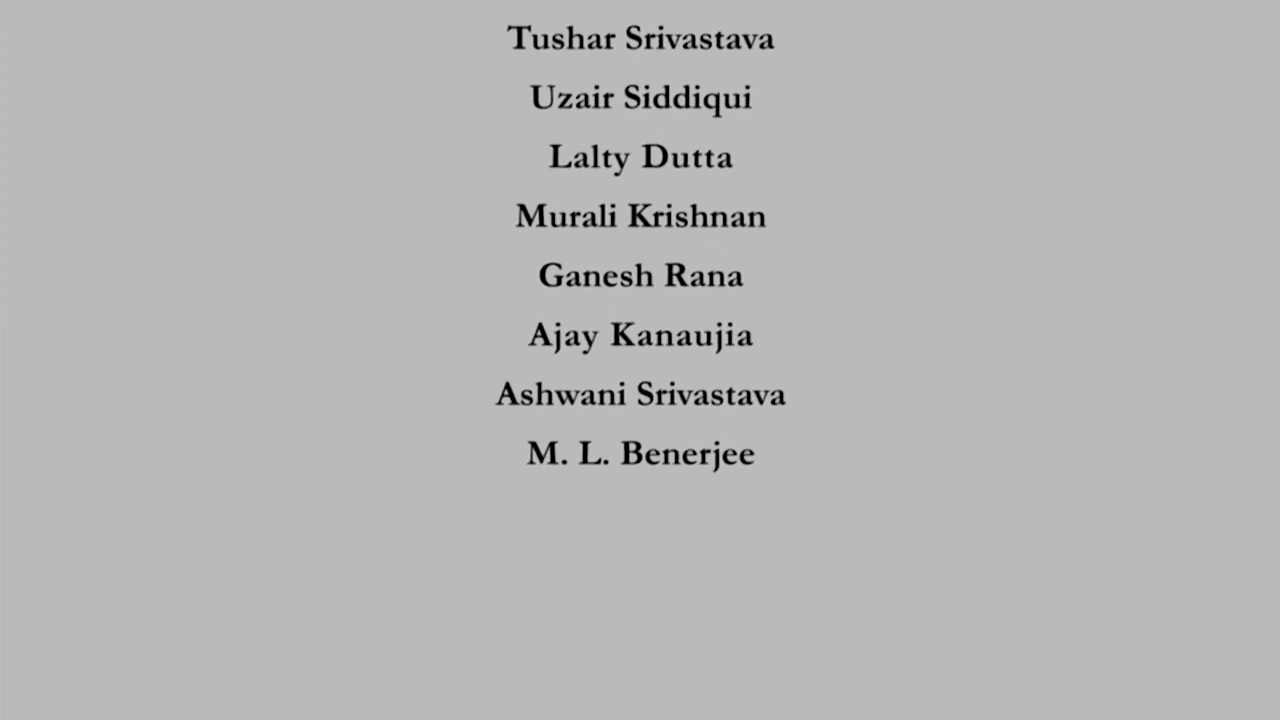 Tushar Srivastava
Uzair Siddiqui
Lalty Dutta
Murali Krishnan
Ganesh Rana
Ajay Kanaujia
Ashwani Srivastava
M. L. Benerjee